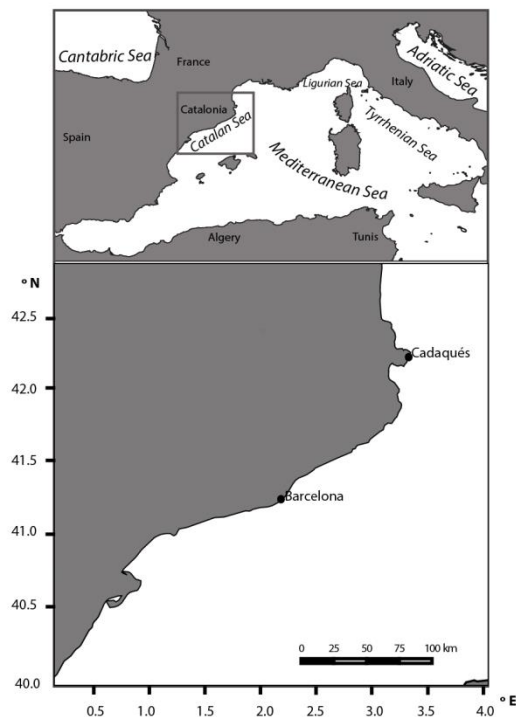 Cantabric Sea
France
Adriatic Sea
Ligurian Sea
Italy
Catalonia
Catalan Sea
Tyrrhenian Sea
Spain
Mediterranean Sea
Algery
Tunis
º N
42.5
Cadaqués
42.0
41.5
Barcelona
41.0
40.5
0 25 50 75 100 km
40.0
0.5 1.0 1.5 2.0 2.5 3.0 3.5 4.0
º E